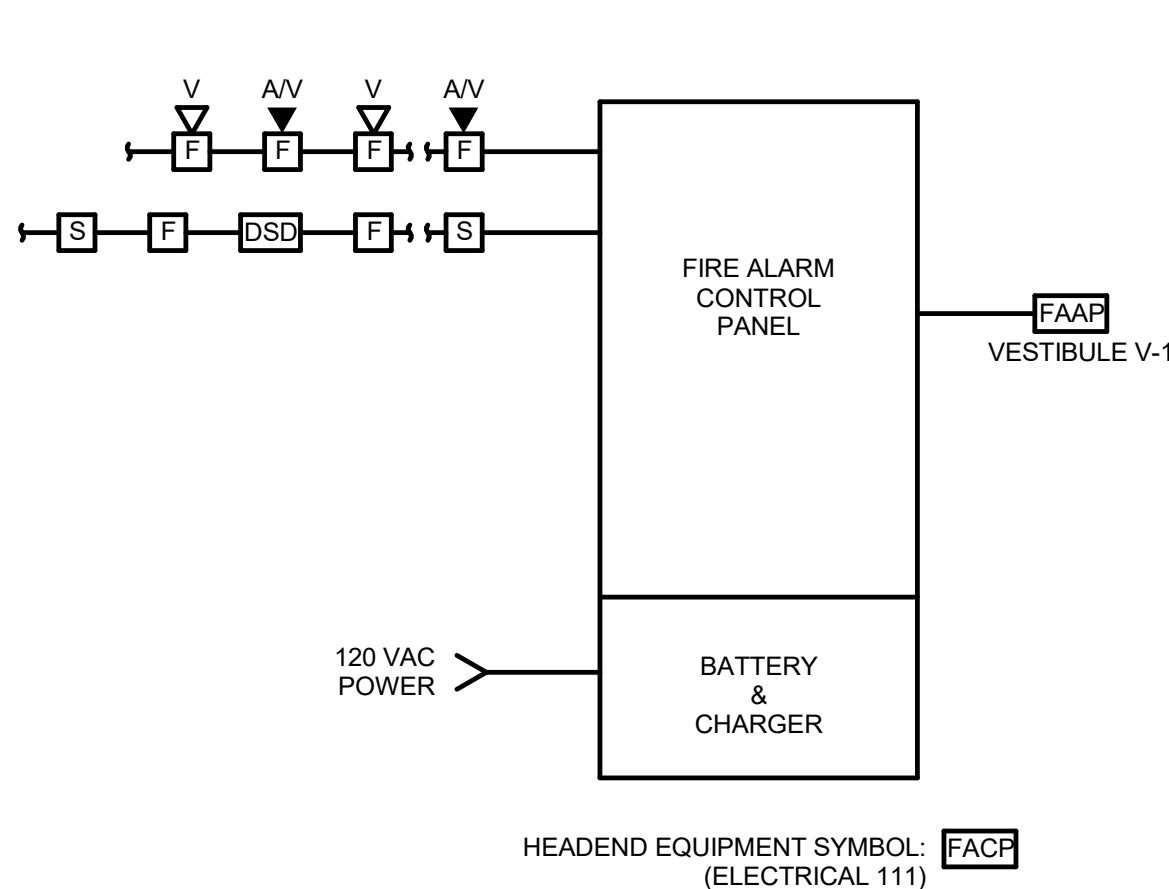 V A/V V A/V
F F F F
S F DSD F S
FIRE ALARM
CONTROL
PANEL
FAAP
VESTIBULE V-1
120 VAC
POWER
BATTERY
&
CHARGER
HEADEND EQUIPMENT SYMBOL: FACP
(ELECTRICAL 111)